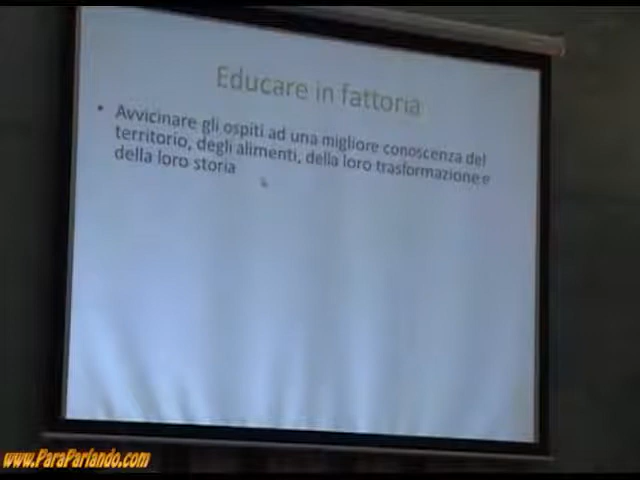 Educare in fattoria
• Avvicinare gli ospiti ad una migliore conoscenza del
territorio, degli alimenti, della loro trasformazione e
della loro storia
www.ParaParlando.com